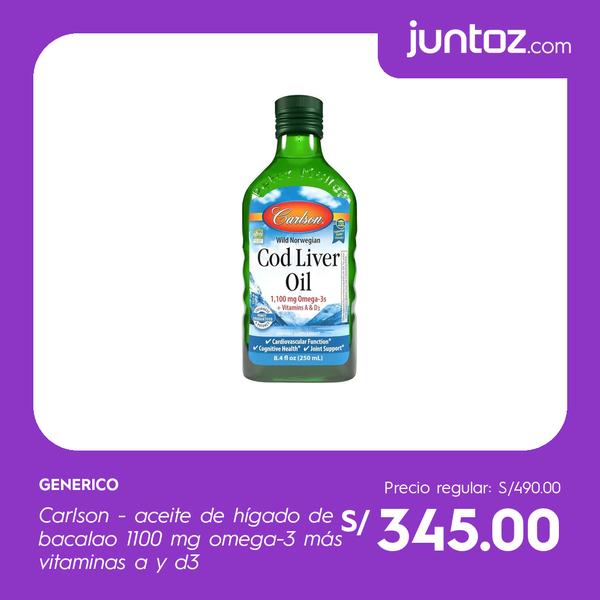 juntoz.com
Carlson
Wild Norwegian
Cod Liver
Oil
1,100 mg Omega-3s
+ Vitamins A & D3
✔ Cardiovascular Function*
✔ Cognitive Health* ✔ Joint Support*
8.4 fl oz (250 mL)
GENERICO
Carlson - aceite de hígado de
bacalao 1100 mg omega-3 más
vitaminas a y d3
Precio regular: S/490.00
S/ 345.00